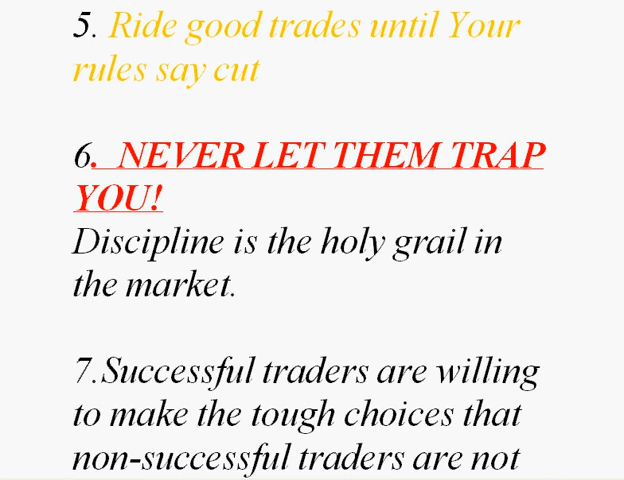 5. Ride good trades until Your
rules say cut
6.  NEVER LET THEM TRAP
YOU!
Discipline is the holy grail in
the market.
7.Successful traders are willing
to make the tough choices that
non-successful traders are not